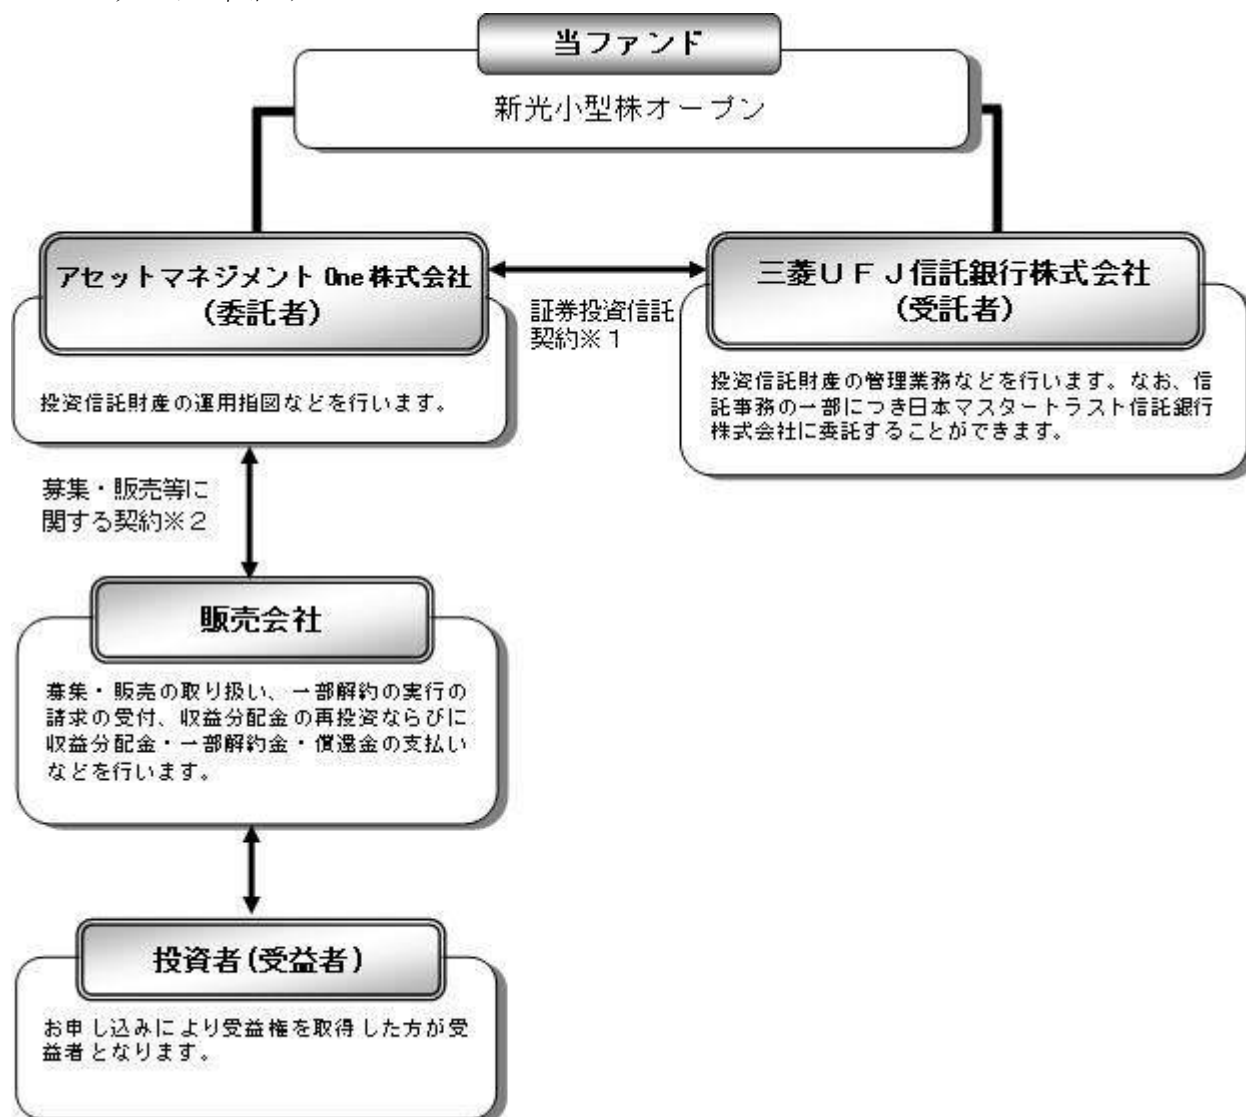 当ファンド
新光小型株オープン
アセットマネジメントOne株式会社
(委託者)
投資信託財産の運用指図などを行います。
証券投資信託
契約※1
三菱UFJ信託銀行株式会社
(受託者)
投資信託財産の管理業務などを行います。なお、信
託事務の一部につき日本マスタートラスト信託銀行
株式会社に委託することができます。
募集・販売等に
関する契約※2
販売会社
募集・販売の取り扱い、一部解約の実行の
請求の受付、収益分配金の再投資ならびに
収益分配金・一部解約金・償還金の支払い
などを行います。
投資者(受益者)
お申し込みにより受益権を取得した方が受
益者となります。